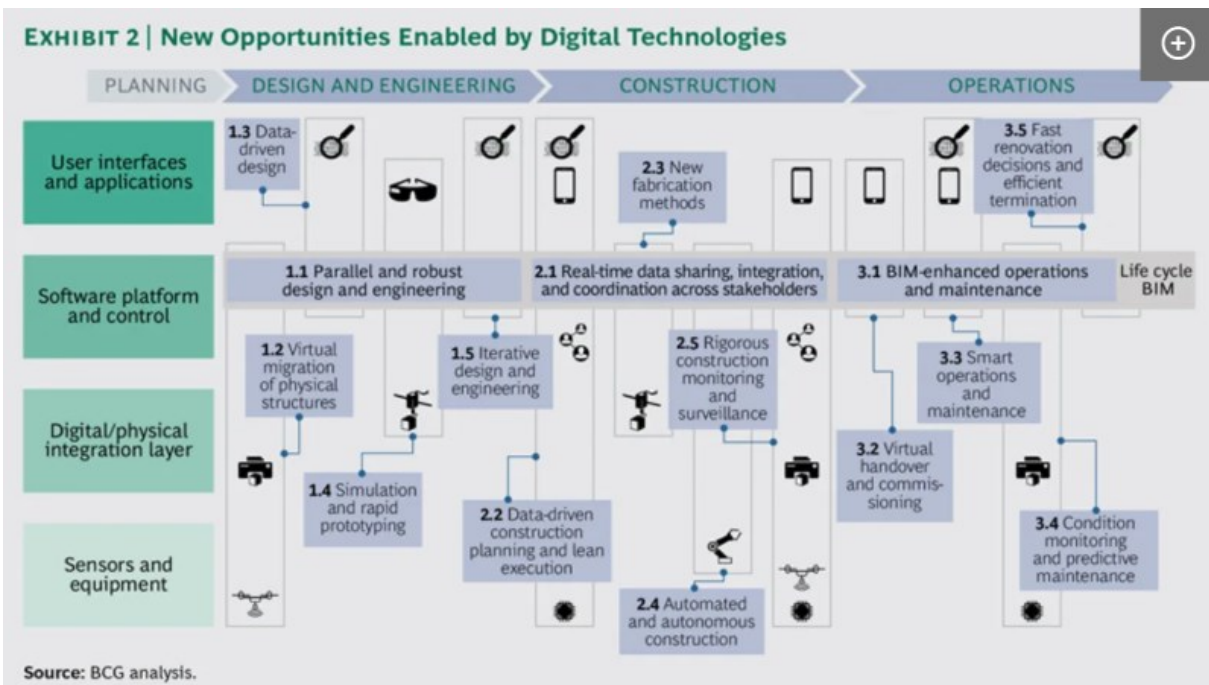 EXHIBIT 2 | New Opportunities Enabled by Digital Technologies
PLANNING
DESIGN AND ENGINEERING
CONSTRUCTION
OPERATIONS
User interfaces
and applications
1.3 Data-
driven
design
2.3 New
fabrication
methods
3.5 Fast
renovation
decisions and
efficient
termination
Software platform
and control
1.1 Parallel and robust
design and engineering
2.1 Real-time data sharing, integration,
and coordination across stakeholders
3.1 BIM-enhanced operations
and maintenance
Life cycle
BIM
1.2 Virtual
migration
of physical
structures
1.5 Iterative
design and
engineering
2.5 Rigorous
construction
monitoring
and
surveillance
3.3 Smart
operations
and
maintenance
Digital/physical
integration layer
1.4 Simulation
and rapid
prototyping
2.2 Data-driven
construction
planning and lean
execution
3.2 Virtual
handover
and commis-
sioning
3.4 Condition
monitoring
and predictive
maintenance
Sensors and
equipment
2.4 Automated
and autonomous
construction
Source: BCG analysis.